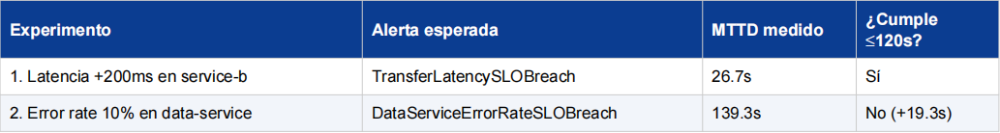 Experimento Alerta esperada MTTD medido ¿Cumple
≤120s?
1. Latencia +200ms en service-b TransferLatencySLOBreach 26.7s Sí
2. Error rate 10% en data-service DataServiceErrorRateSLOBreach 139.3s No (+19.3s)